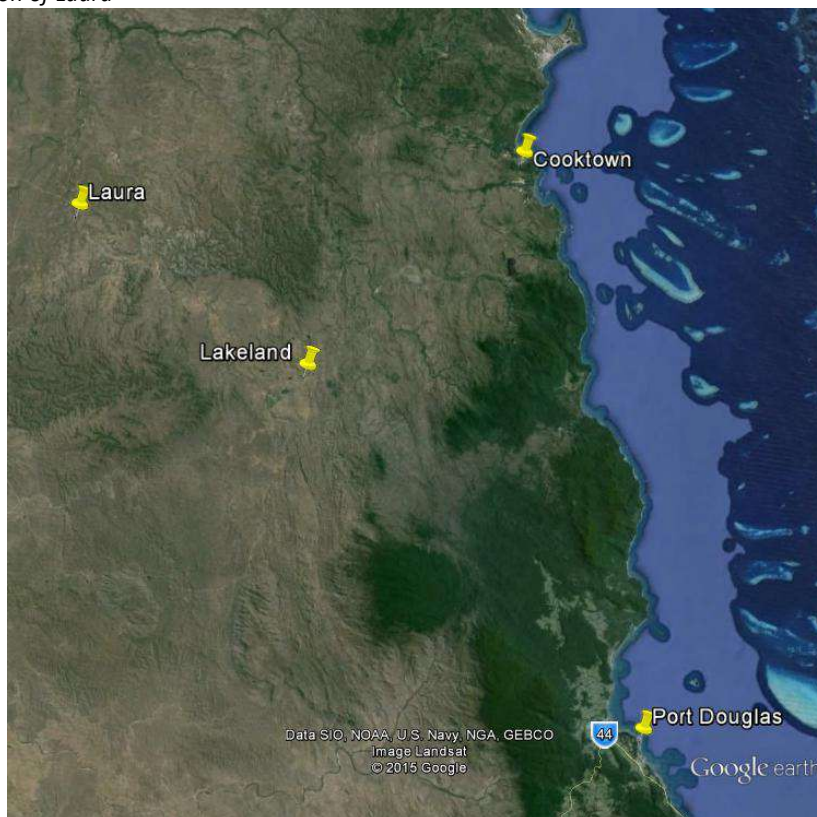 Cooktown
Laura
Lakeland
Port Douglas
44
Data SIO, NOAA, U.S. Navy, NGA, GEBCO
Image Landsat
© 2015 Google
Google earth